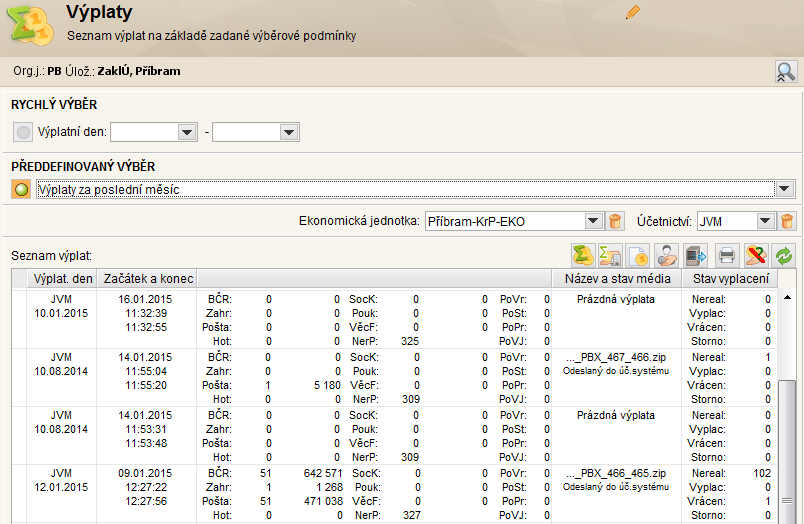 Výplaty
Seznam výplat na základě zadané výběrové podmínky
Org.j.: PB Úlož.: ZaklÚ, Příbram
RYCHLÝ VÝBĚR
Výplatní den: -
PŘEDDEFINOVANÝ VÝBĚR
Výplaty za poslední měsíc
Ekonomická jednotka: Příbram-KrP-EKO Účetnictví: JVM
Seznam výplat:
Výplat. den Začátek a konec Název a stav média Stav vyplacení
JVM 16.01.2015 BČR: 0 0 SocK: 0 0 PoVr: 0 Prázdná výplata Nereal: 0
10.01.2015 11:32:39 Zahr: 0 0 Pouk: 0 0 PoSt: 0 Vyplac: 0
11:32:55 Pošta: 0 0 VěcF: 0 0 PoPr: 0 Vrácen: 0
Hot: 0 0 NerP: 325 PoVJ: 0 Storno: 0
JVM 14.01.2015 BČR: 0 0 SocK: 0 0 PoVr: 0 ..._PBX_467_466.zip Nereal: 1
10.08.2014 11:55:04 Zahr: 0 0 Pouk: 0 0 PoSt: 0 Odeslaný do úč.systému Vyplac: 0
11:55:20 Pošta: 1 5 180 VěcF: 0 0 PoPr: 0 Vrácen: 0
Hot: 0 0 NerP: 309 PoVJ: 0 Storno: 0
JVM 14.01.2015 BČR: 0 0 SocK: 0 0 PoVr: 0 Prázdná výplata Nereal: 0
10.08.2014 11:53:31 Zahr: 0 0 Pouk: 0 0 PoSt: 0 Vyplac: 0
11:53:48 Pošta: 0 0 VěcF: 0 0 PoPr: 0 Vrácen: 0
Hot: 0 0 NerP: 309 PoVJ: 0 Storno: 0
JVM 09.01.2015 BČR: 51 642 571 SocK: 0 0 PoVr: 0 ..._PBX_466_465.zip Nereal: 102
12.01.2015 12:27:22 Zahr: 1 1 268 Pouk: 0 0 PoSt: 0 Odeslaný do úč.systému Vyplac: 0
12:27:56 Pošta: 51 471 038 VěcF: 0 0 PoPr: 0 Vrácen: 1
Hot: 0 0 NerP: 327 PoVJ: 0 Storno: 0